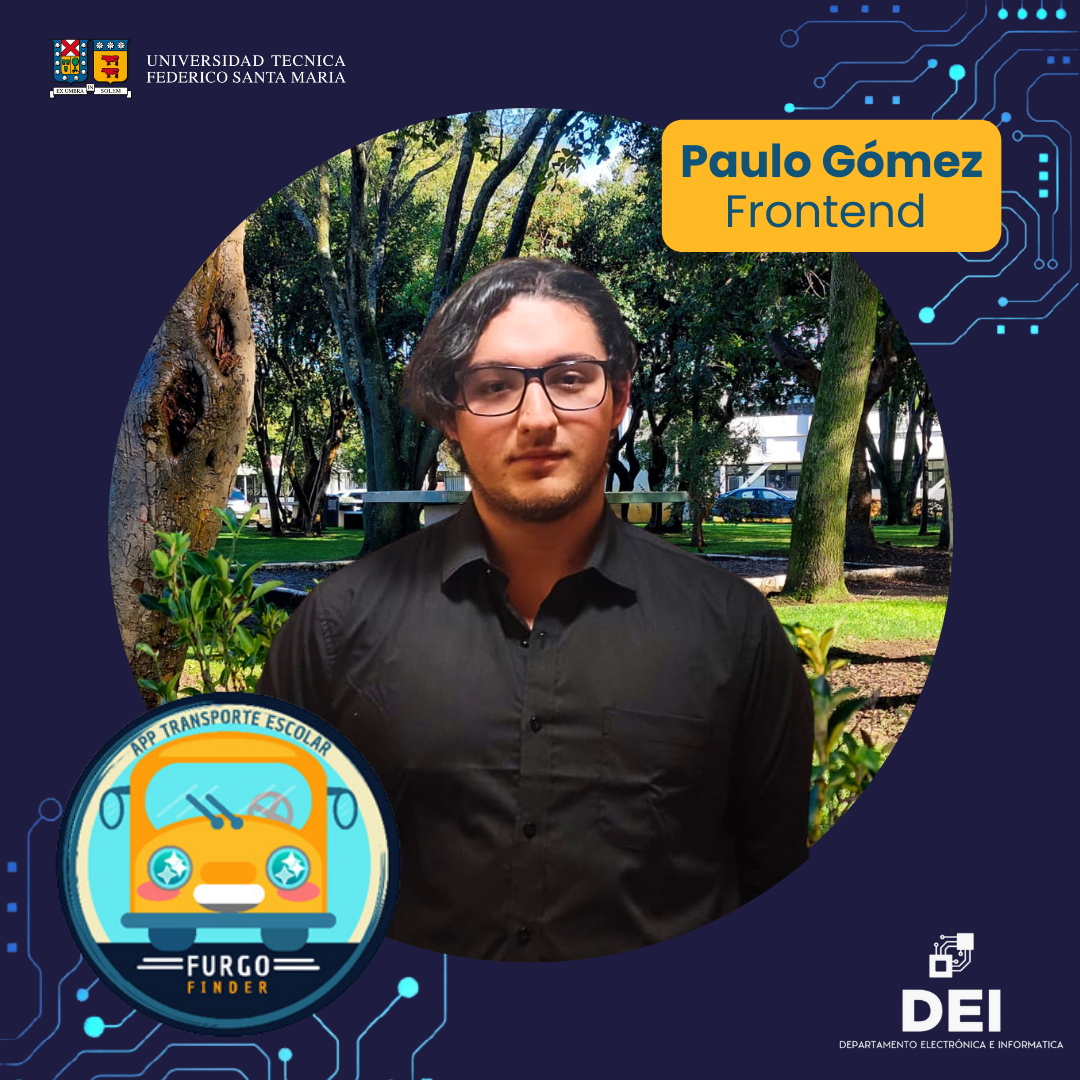 UNIVERSIDAD TECNICA
FEDERICO SANTA MARIA
EX UMBRA IN SOLEM
Paulo Gómez
Frontend
APP TRANSPORTE ESCOLAR
FURGO
FINDER
DEI
DEPARTAMENTO ELECTRÓNICA E INFORMATICA